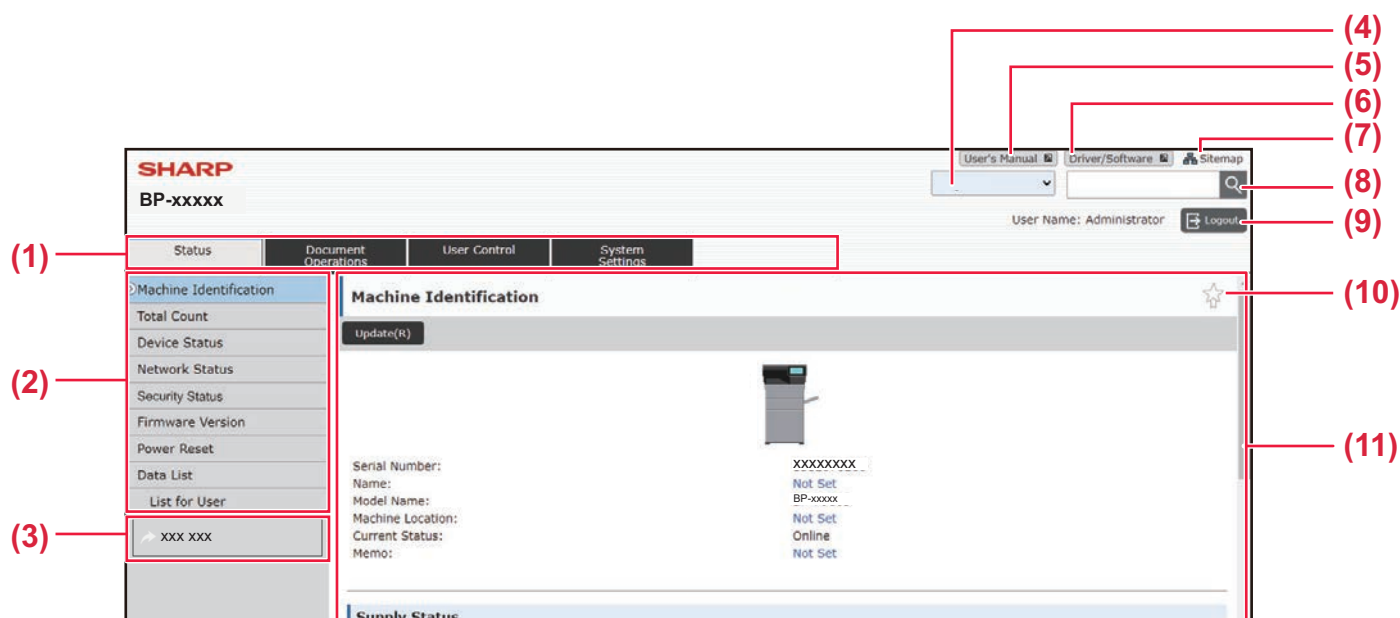 (4)
(5)
(6)
(7)
SHARP
User's Manual
Driver/Software
Sitemap
BP-xxxxx
(8)
User Name: Administrator
Logout
(9)
(1)
Status
Document
Operations
User Control
System
Settings
Machine Identification
Machine Identification
(10)
Total Count
Update(R)
Device Status
(2)
Network Status
Security Status
Firmware Version
Power Reset
(11)
Data List
List for User
Serial Number:
XXXXXXXX
Name:
Not Set
Model Name:
BP-xxxxx
Machine Location:
Not Set
Current Status:
Online
Memo:
Not Set
(3)
xxx xxx
Supply Status